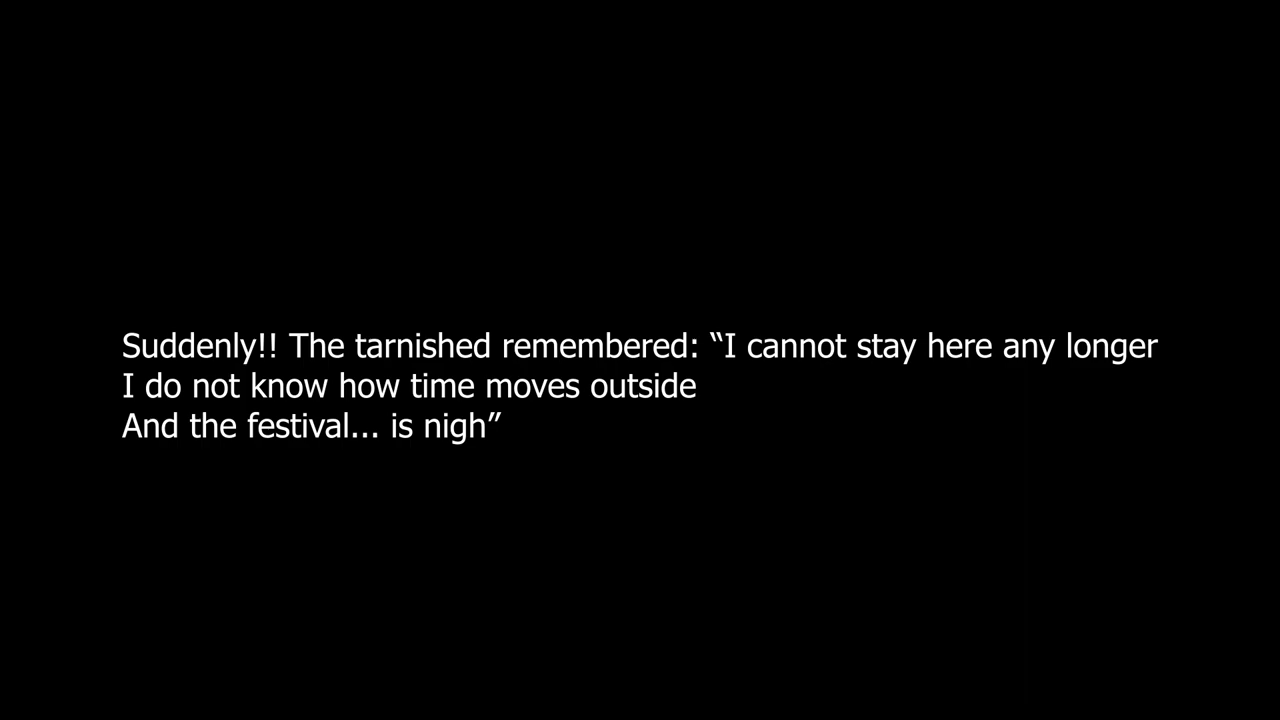 Suddenly!! The tarnished remembered: “I cannot stay here any longer
I do not know how time moves outside
And the festival... is nigh”